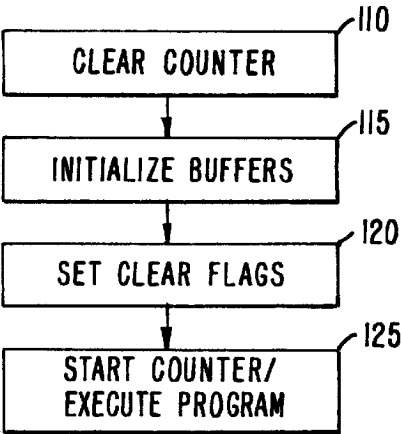 110
CLEAR COUNTER
115
INITIALIZE BUFFERS
120
SET CLEAR FLAGS
125
START COUNTER/
EXECUTE PROGRAM